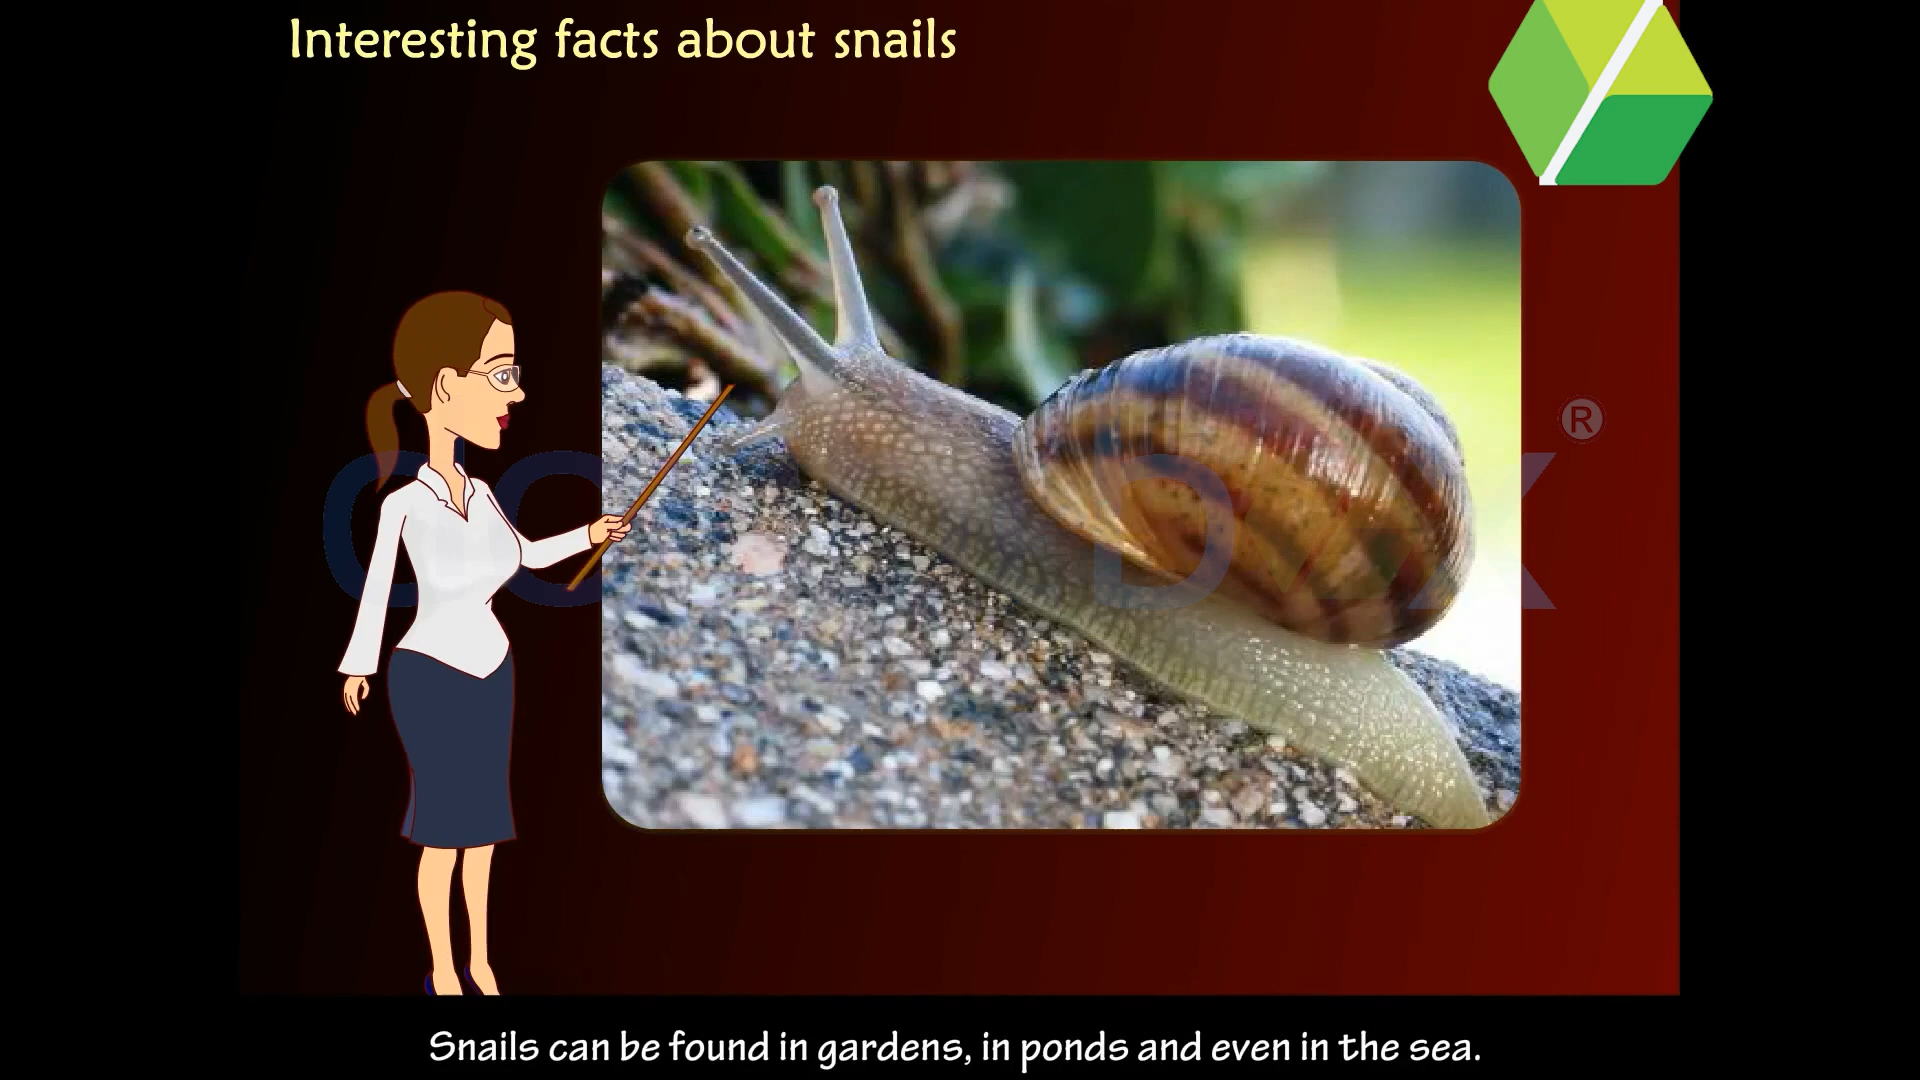 Interesting facts about snails
®
Snails can be found in gardens, in ponds and even in the sea.